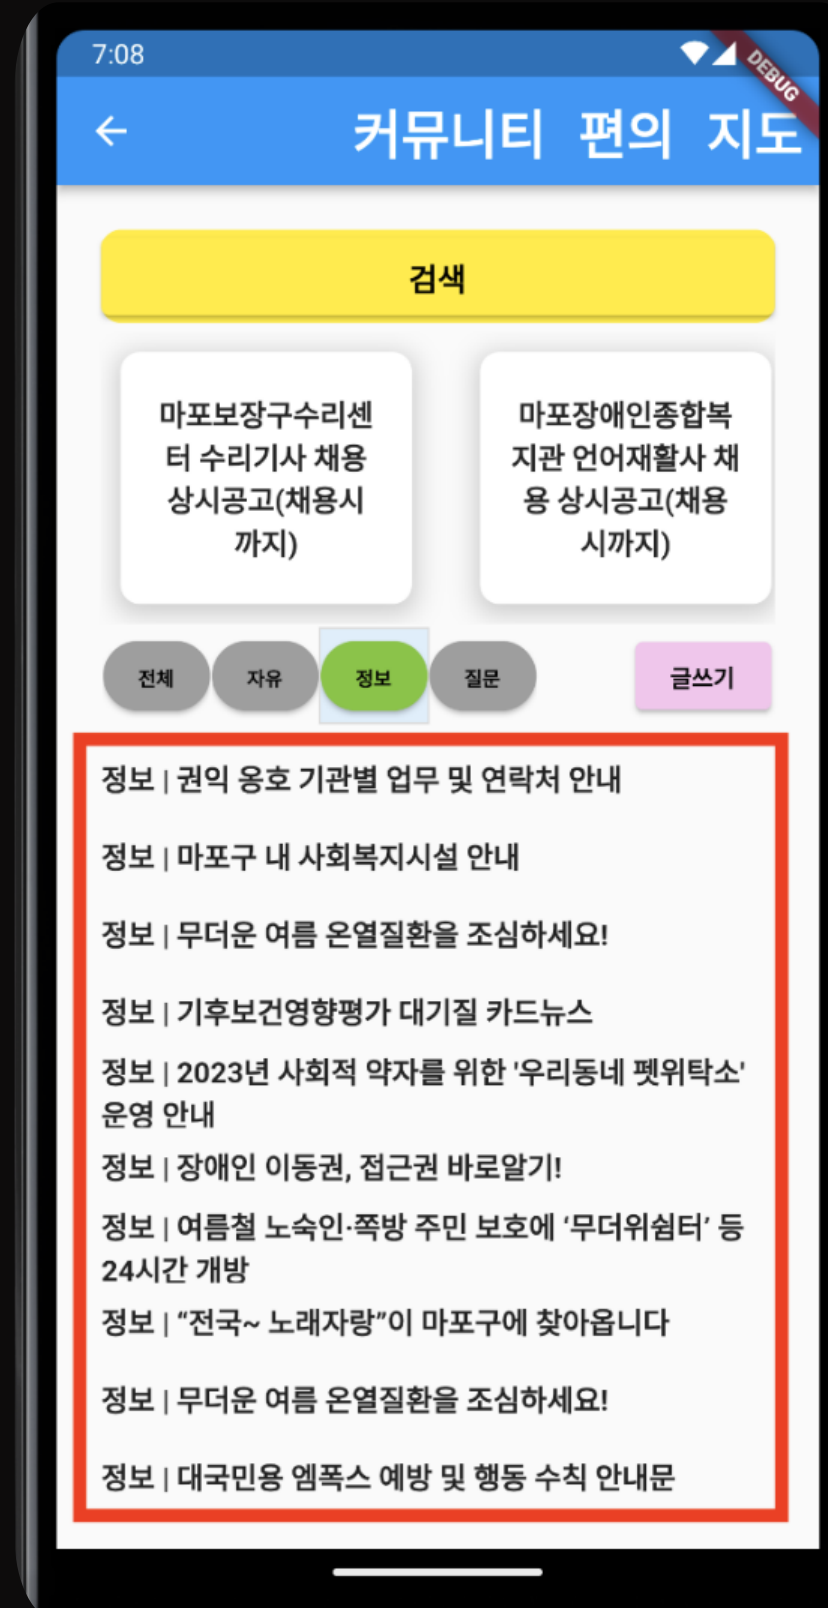 7:08
DEBUG
커뮤니티 편의 지도
검색
마포보장구수리센
터 수리기사 채용
상시공고(채용시
까지)
마포장애인종합복
지관 언어재활사 채
용 상시공고(채용
시까지)
전체
자유
정보
질문
글쓰기
정보 | 권익 옹호 기관별 업무 및 연락처 안내
정보 | 마포구 내 사회복지시설 안내
정보 | 무더운 여름 온열질환을 조심하세요!
정보 | 기후보건영향평가 대기질 카드뉴스
정보 | 2023년 사회적 약자를 위한 '우리동네 펫위탁소'
운영 안내
정보 | 장애인 이동권, 접근권 바로알기!
정보 | 여름철 노숙인·쪽방 주민 보호에 ‘무더위쉼터’ 등
24시간 개방
정보 | “전국~ 노래자랑”이 마포구에 찾아옵니다
정보 | 무더운 여름 온열질환을 조심하세요!
정보 | 대국민용 엠폭스 예방 및 행동 수칙 안내문